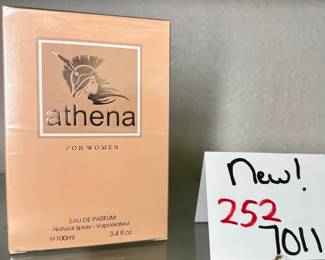 athena
FOR WOMEN
EAU DE PARFUM
Natural Spray - Vaporisateur
e 100ml 3.4 fl.oz
New!
252
7011